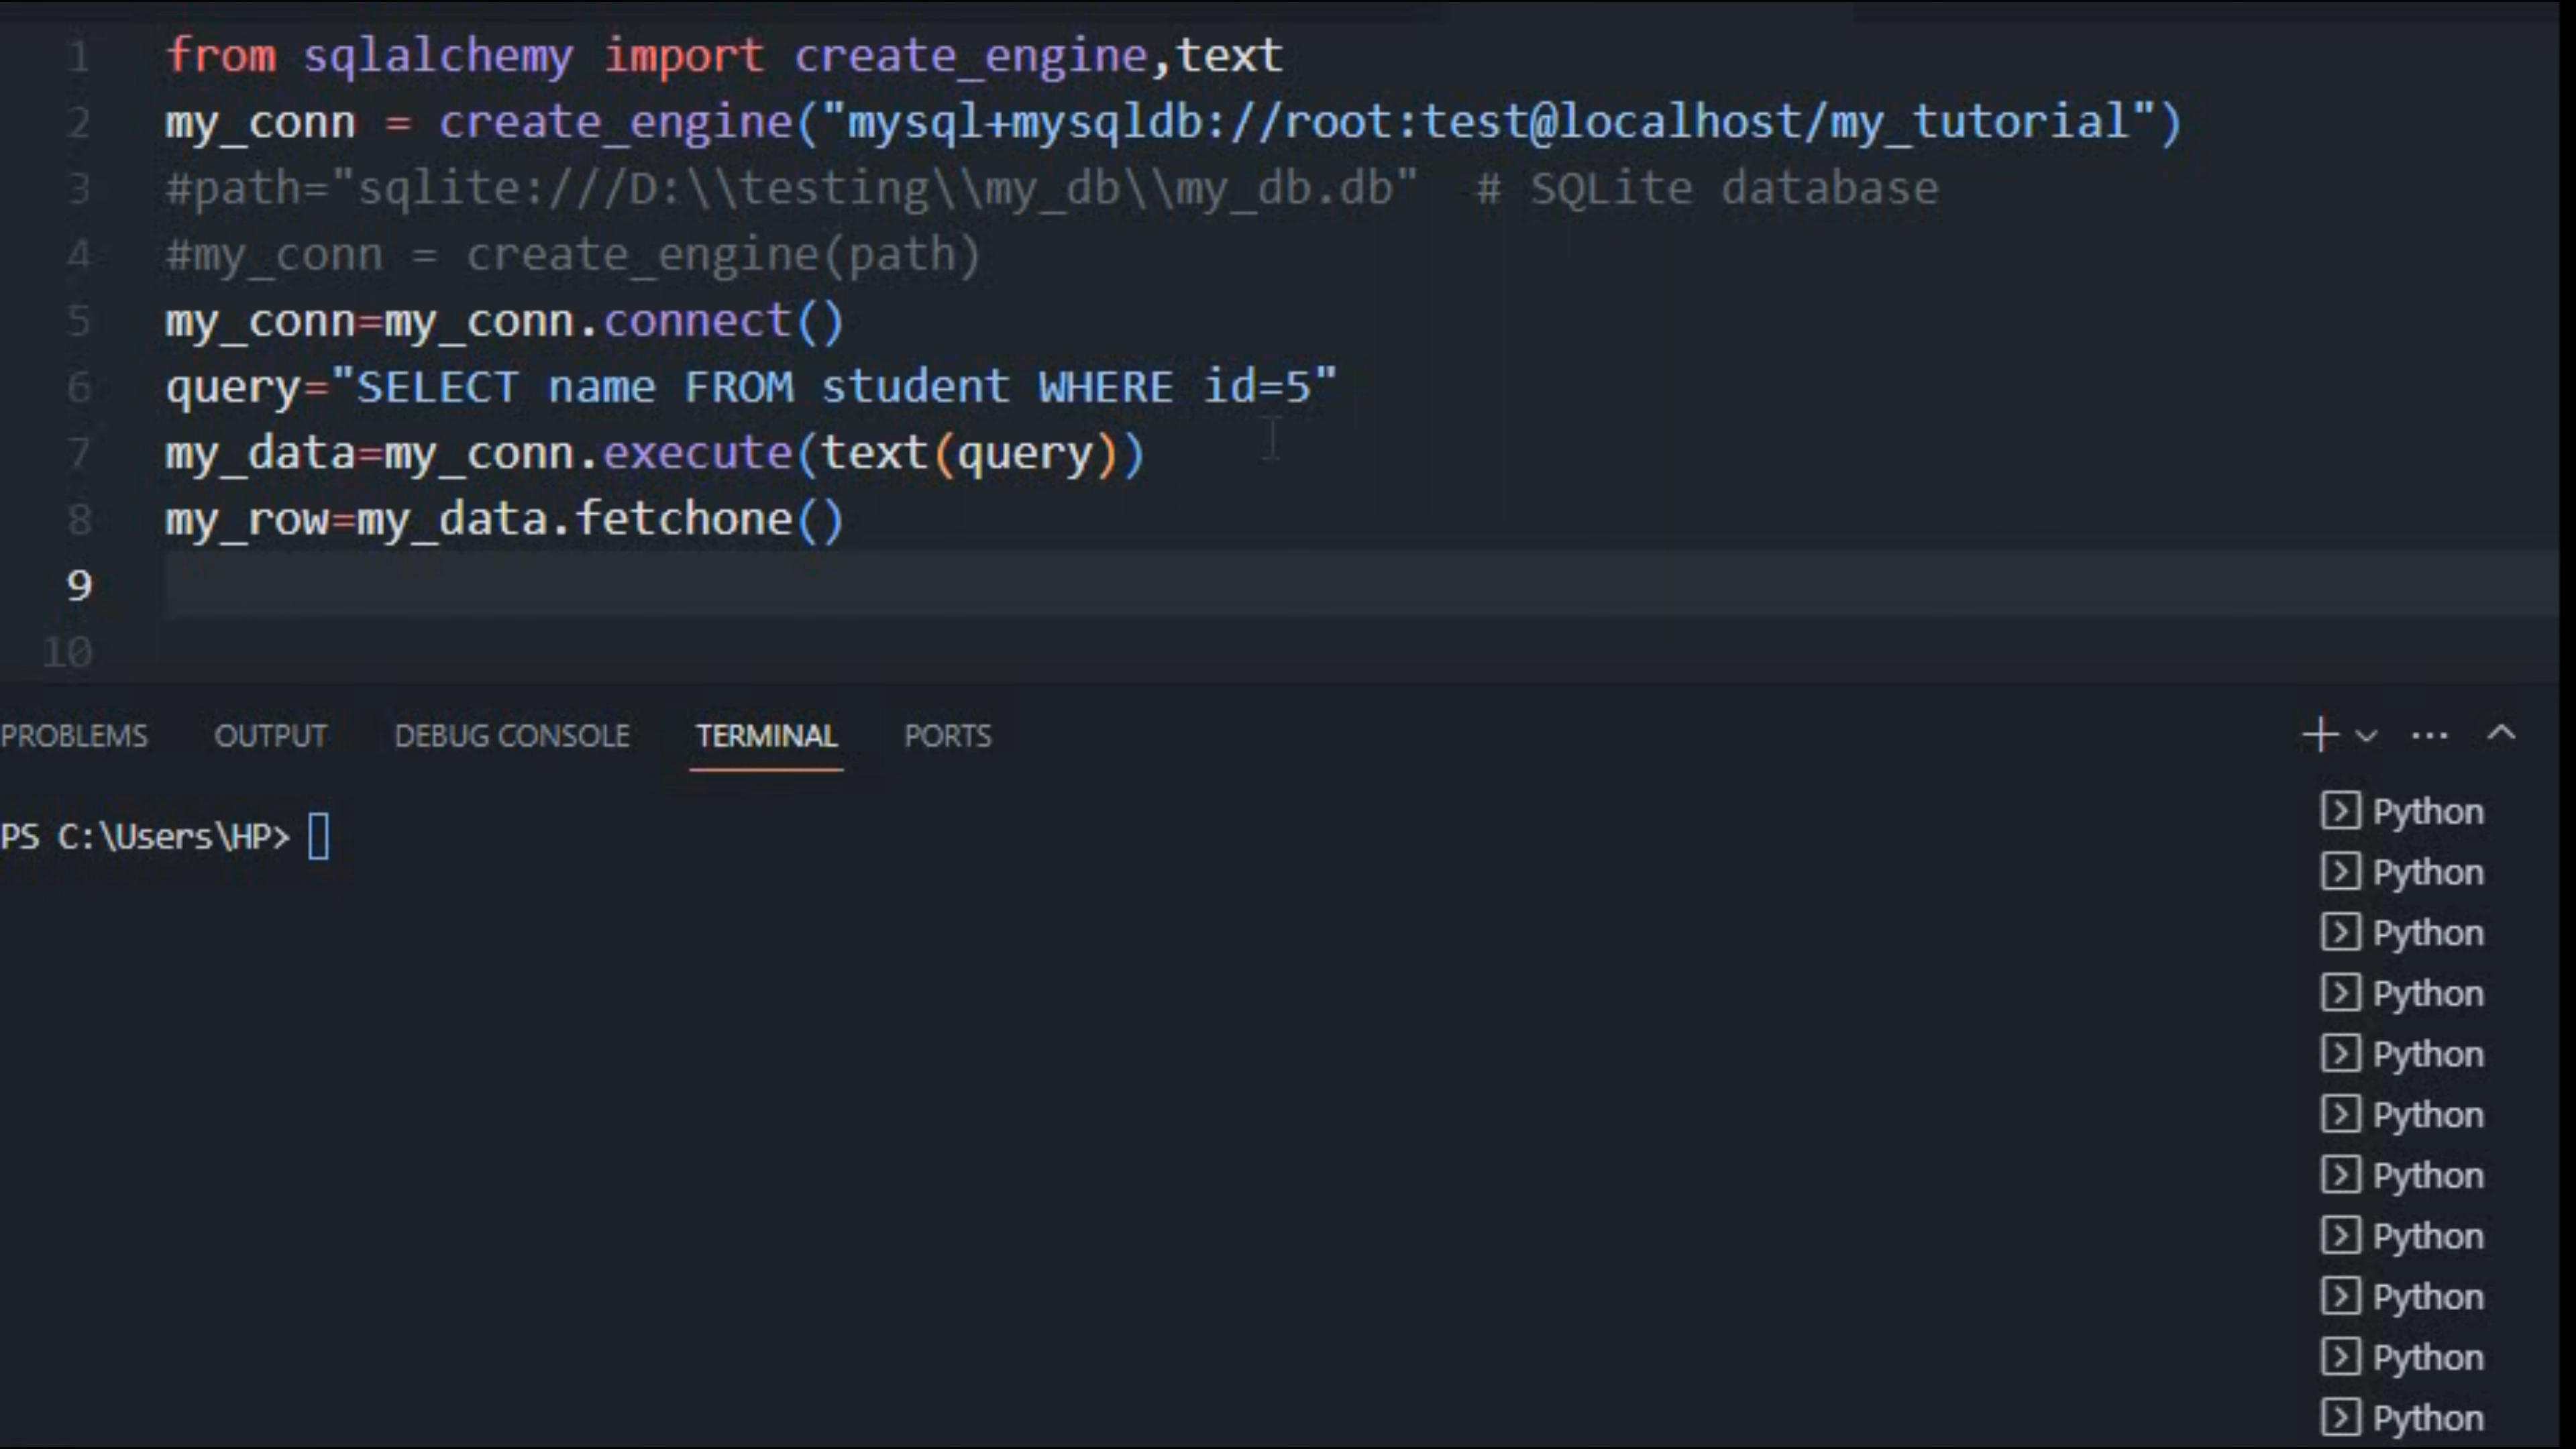 1 from sqlalchemy import create_engine,text
2 my_conn = create_engine("mysql+mysqldb://root:test@localhost/my_tutorial")
3 #path="sqlite:///D:\\testing\\my_db\\my_db.db"  # SQLite database
4 #my_conn = create_engine(path)
5 my_conn=my_conn.connect()
6 query="SELECT name FROM student WHERE id=5"
7 my_data=my_conn.execute(text(query))
8 my_row=my_data.fetchone()
9
10
PROBLEMS OUTPUT DEBUG CONSOLE TERMINAL PORTS
PS C:\Users\HP>
Python
Python
Python
Python
Python
Python
Python
Python
Python
Python
Python